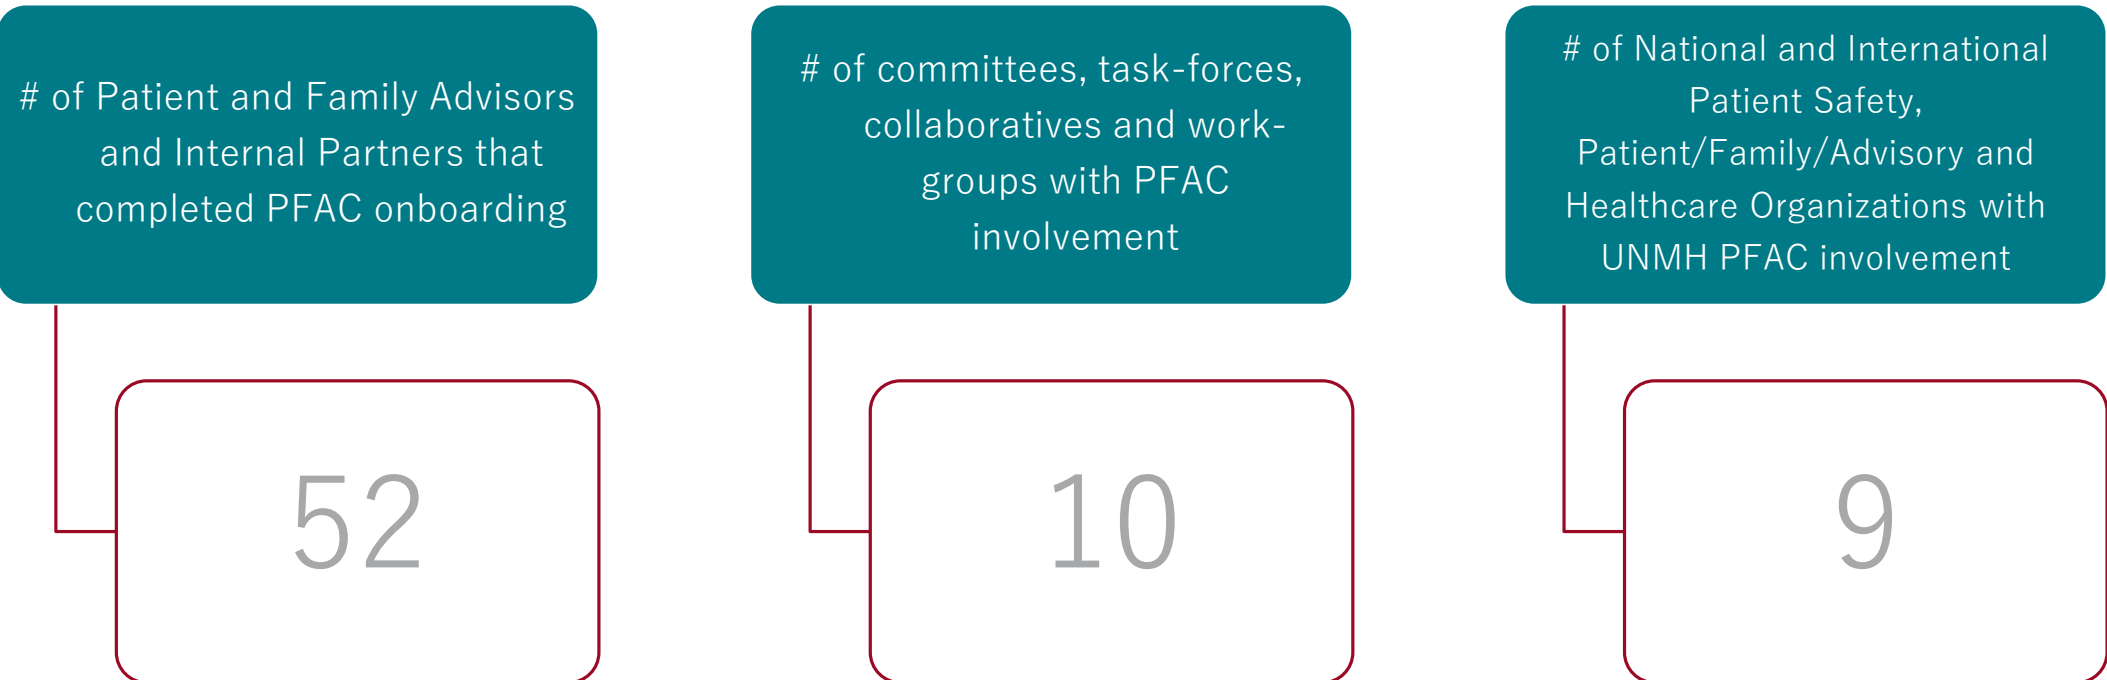 # of Patient and Family Advisors
and Internal Partners that
completed PFAC onboarding
52
# of committees, task-forces,
collaboratives and work-
groups with PFAC
involvement
10
# of National and International
Patient Safety,
Patient/Family/Advisory and
Healthcare Organizations with
UNMH PFAC involvement
9